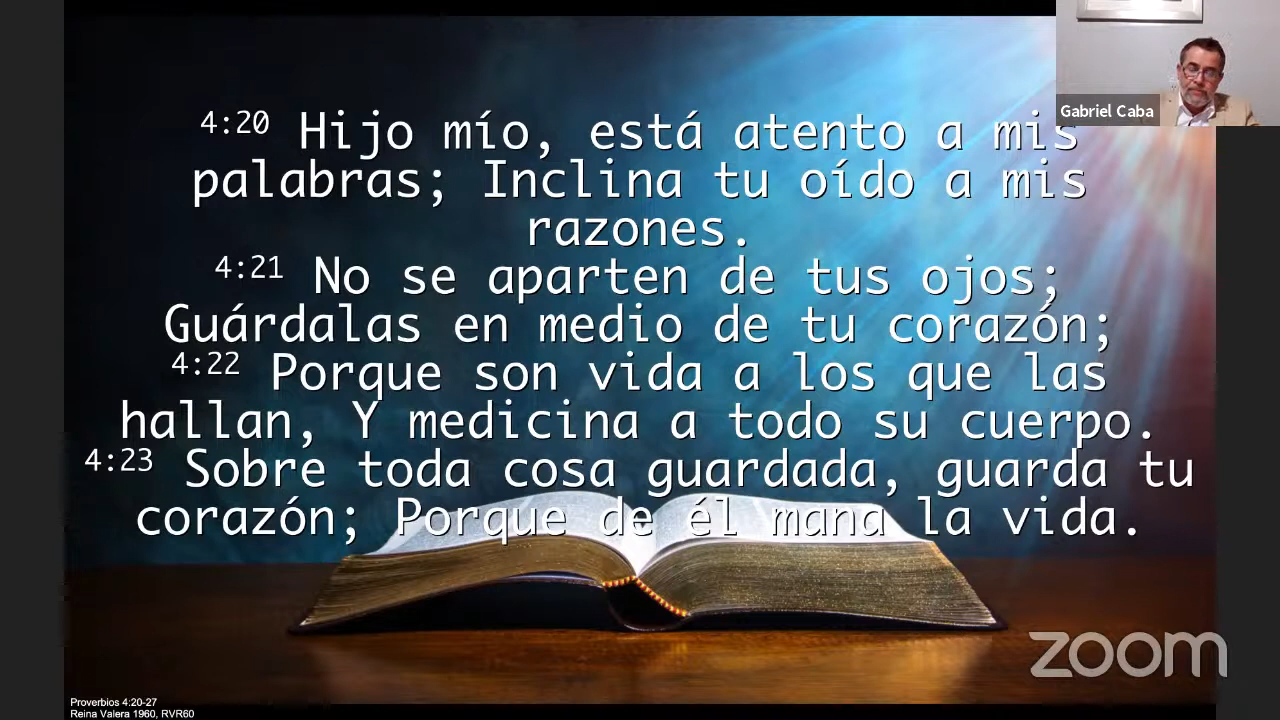 Gabriel Caba
4:20 Hijo mío, está atento a mis
palabras; Inclina tu oído a mis
razones.
4:21 No se aparten de tus ojos;
Guárdalas en medio de tu corazón;
4:22 Porque son vida a los que las
hallan, Y medicina a todo su cuerpo.
4:23 Sobre toda cosa guardada, guarda tu
corazón; Porque de él mana la vida.
zoom
Proverbios 4:20-27
Reina Valera 1960, RVR60